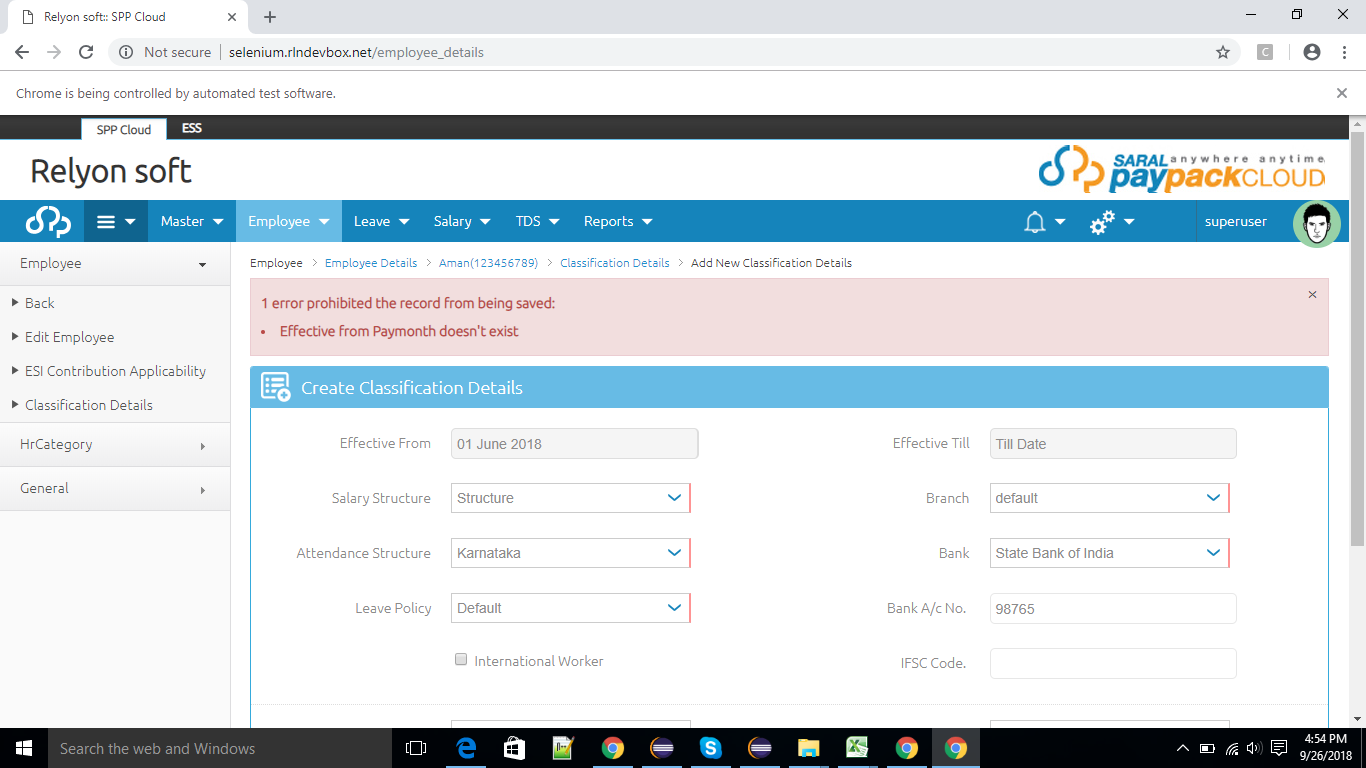 Relyon soft:: SPP Cloud
Not secure selenium.rlndevbox.net/employee_details
C
Chrome is being controlled by automated test software.
SPP Cloud ESS
Relyon soft
SARAL anywhere anytime
paypackCLOUD
Master Employee Leave Salary TDS Reports superuser
Employee
Employee Employee Details Aman(123456789) Classification Details Add New Classification Details
Back
Edit Employee
ESI Contribution Applicability
Classification Details
HrCategory
General
1 error prohibited the record from being saved:
• Effective from Paymonth doesn't exist
Create Classification Details
Effective From 01 June 2018 Effective Till Till Date
Salary Structure Structure Branch default
Attendance Structure Karnataka Bank State Bank of India
Leave Policy Default Bank A/c No. 98765
International Worker IFSC Code.
Search the web and Windows
4:54 PM
9/26/2018